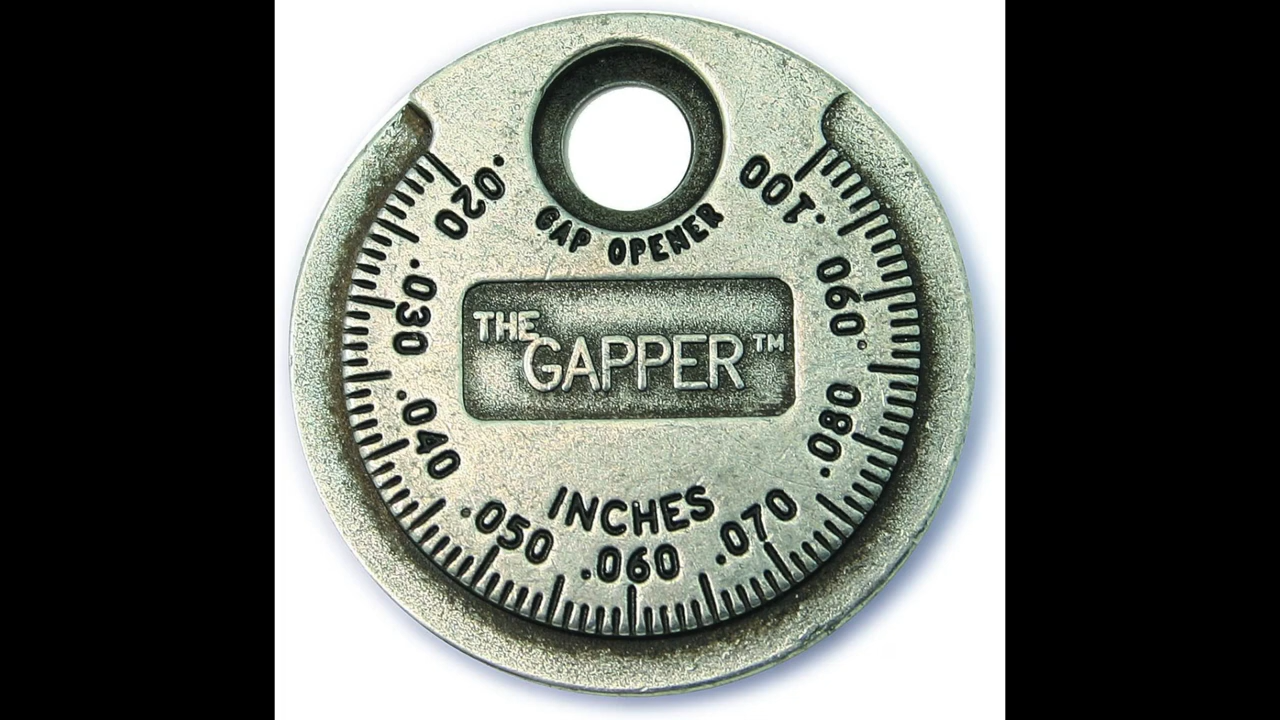 GAP OPENER
THE
GAPPER™
INCHES
.020
.030
.040
.050
.060
.070
.080
.090
.100